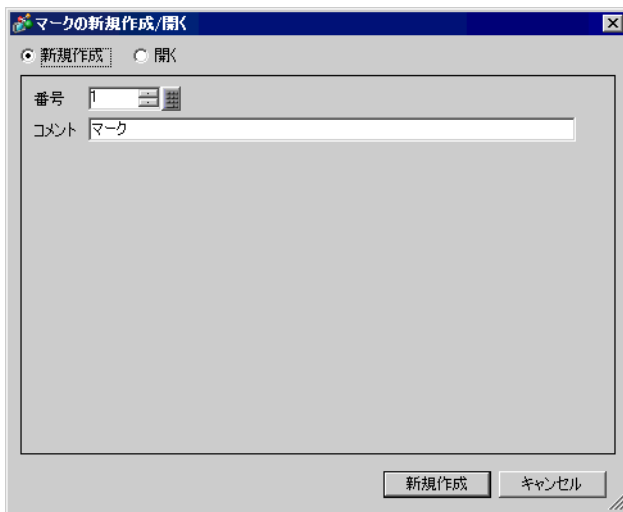 マークの新規作成/開く
新規作成 開く
番号 1
コメント マーク
新規作成 キャンセル